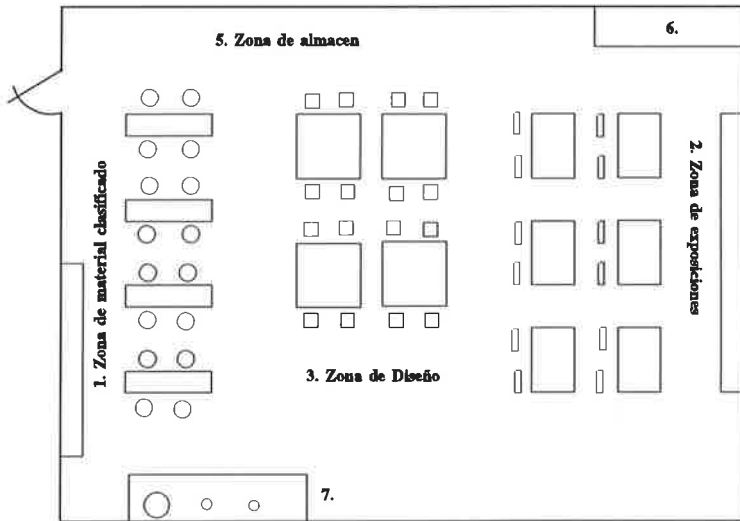 5. Zona de almacen
6.
1. Zona de material clasificado
2. Zona de exposiciones
3. Zona de Diseño
7.